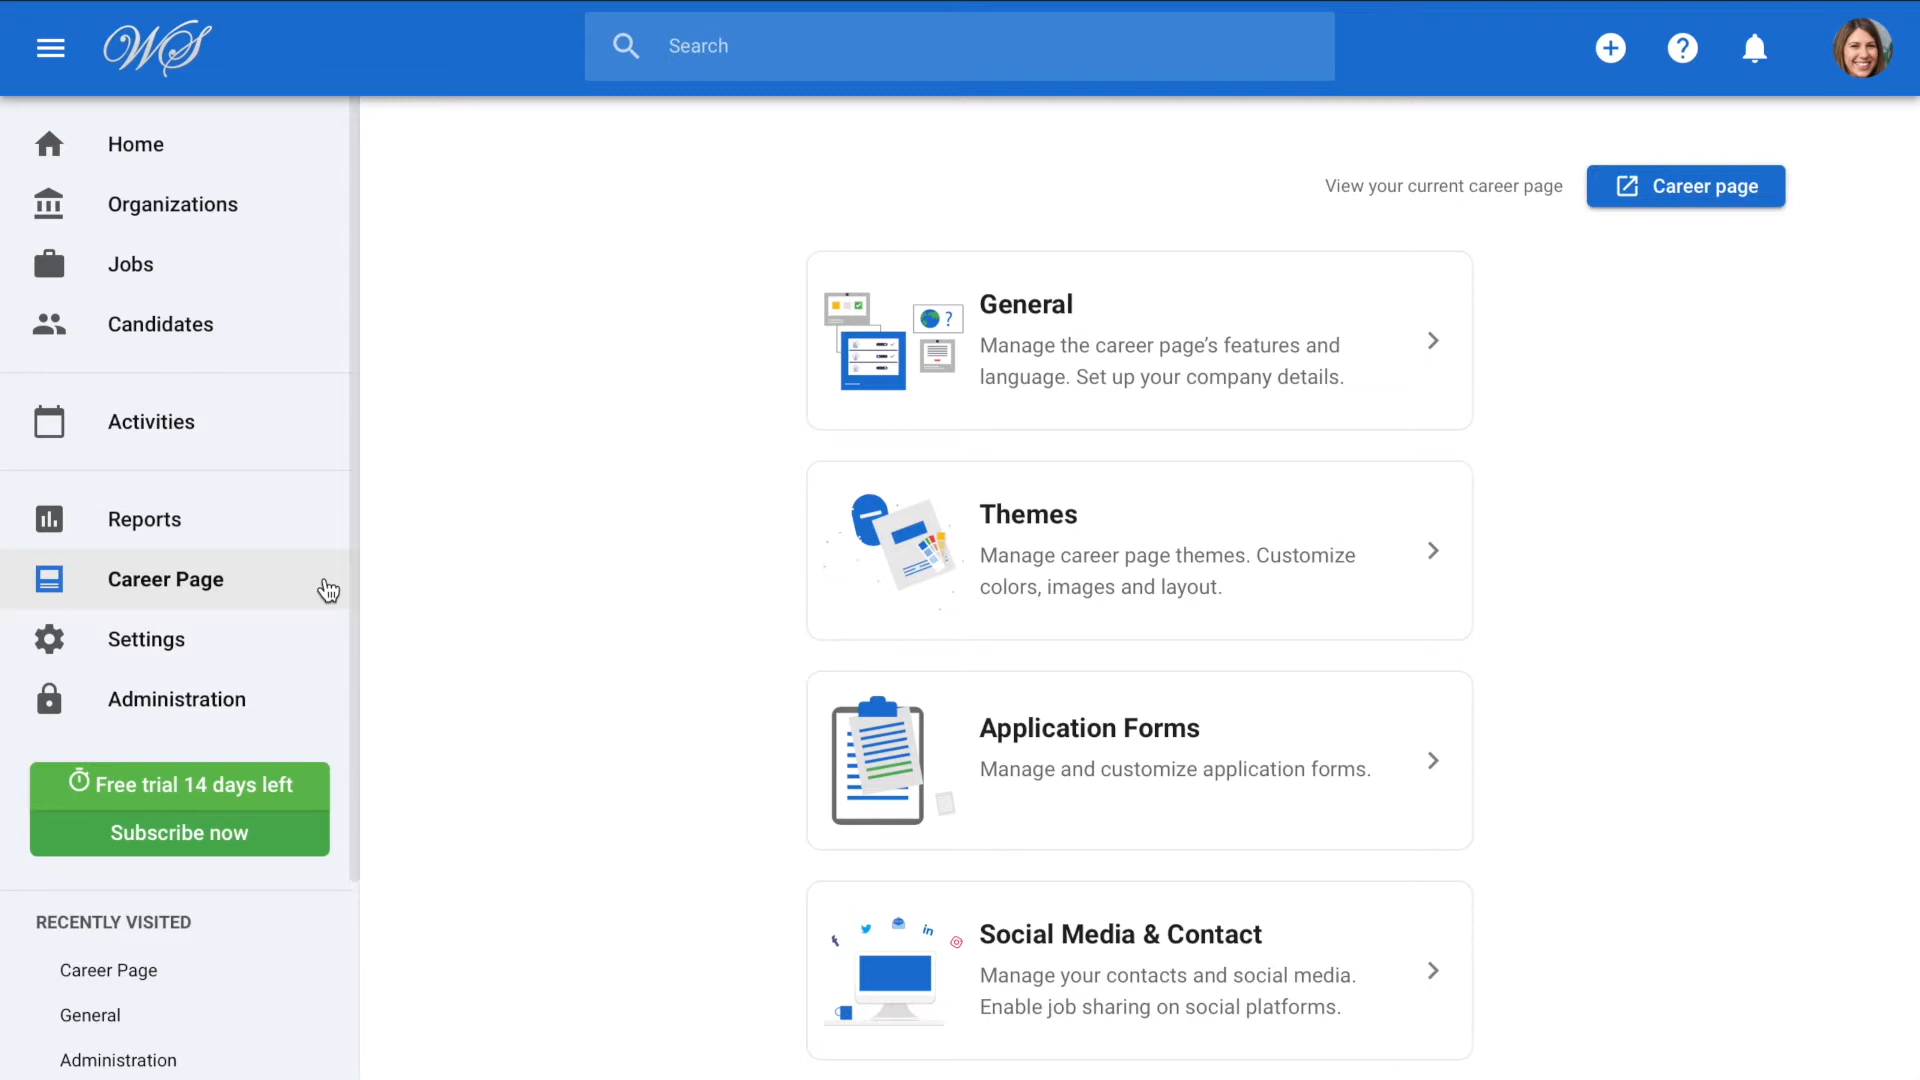 WS
Search
Home
Organizations
Jobs
Candidates
Activities
Reports
Career Page
Settings
Administration
Free trial 14 days left
Subscribe now
RECENTLY VISITED
Career Page
General
Administration
View your current career page
Career page
General
Manage the career page’s features and
language. Set up your company details.
Themes
Manage career page themes. Customize
colors, images and layout.
Application Forms
Manage and customize application forms.
Social Media & Contact
Manage your contacts and social media.
Enable job sharing on social platforms.